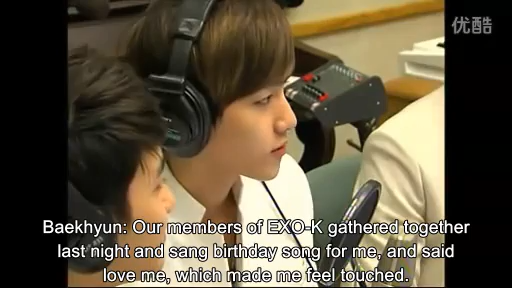 优酷
Baekhyun: Our members of EXO-K gathered together
last night and sang birthday song for me, and said
love me, which made me feel touched.